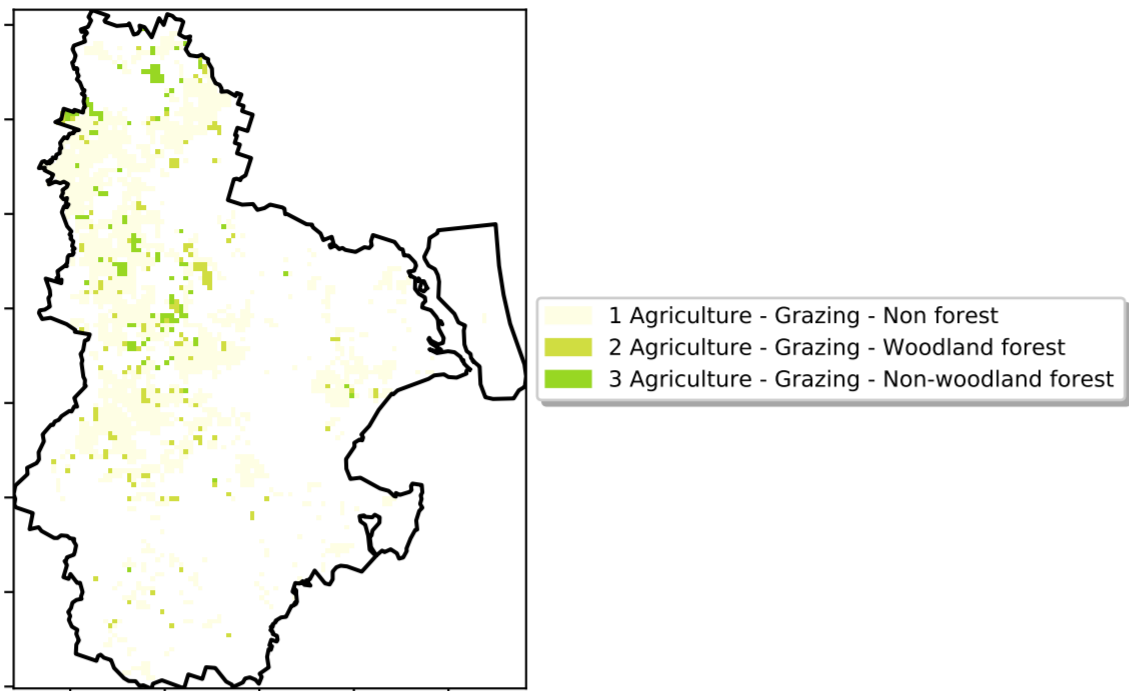 1 Agriculture - Grazing - Non forest
2 Agriculture - Grazing - Woodland forest
3 Agriculture - Grazing - Non-woodland forest